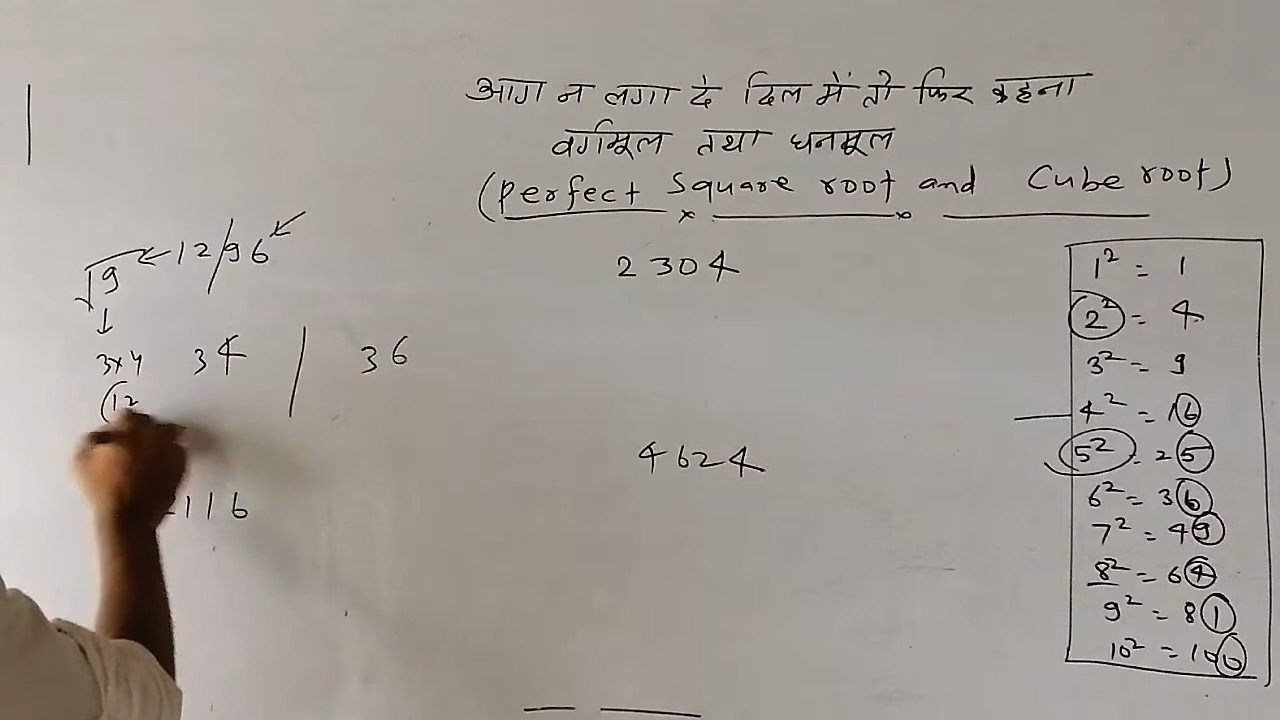 आग न लगा दे दिल में तो फिर कहना
वर्गमूल तथा घनमूल
(Perfect Square root and Cube root)
√9 ← 12/96
3×4 34 | 36
(12
116
2304
4624
1² = 1
2² = 4
3² = 9
4² = 16
5² = 25
6² = 36
7² = 49
8² = 64
9² = 81
10² = 100